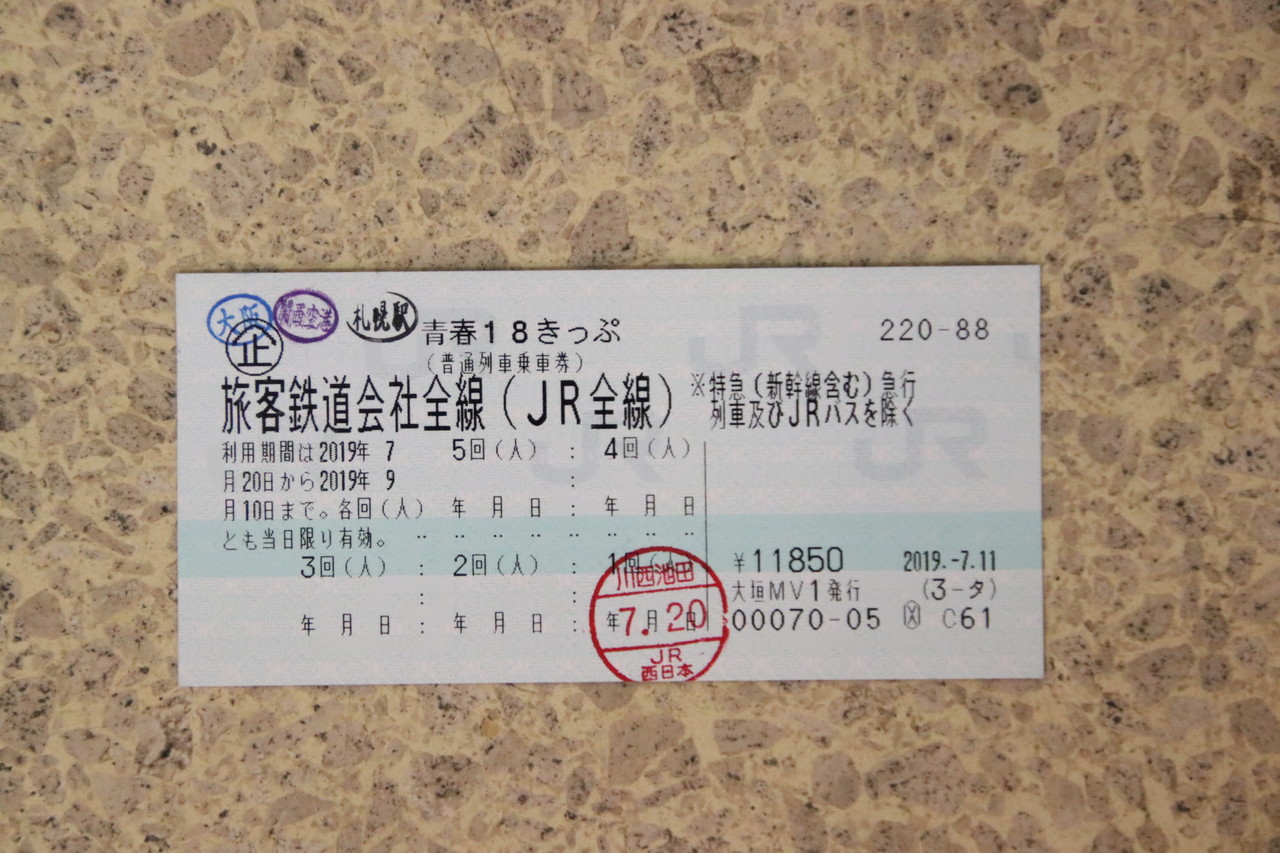 大阪 関西空港 札幌駅 青春18きっぷ 220-88
企 (普通列車乗車券)
旅客鉄道会社全線(JR全線) ※特急(新幹線含む)急行
列車及びJRバスを除く
利用期間は2019年 7 5回(人) : 4回(人)
月20日から2019年 9 :
月10日まで。各回(人) 年 月 日 : 年 月 日
とも当日限り有効。
3回(人) : 2回(人) : 1回(人) ¥11850 2019.-7.11
: : 大垣MV1発行 (3-タ)
年 月 日 : 年 月 日 : 年 月 日 00070-05 C61
川西池田
7.20
JR
西日本